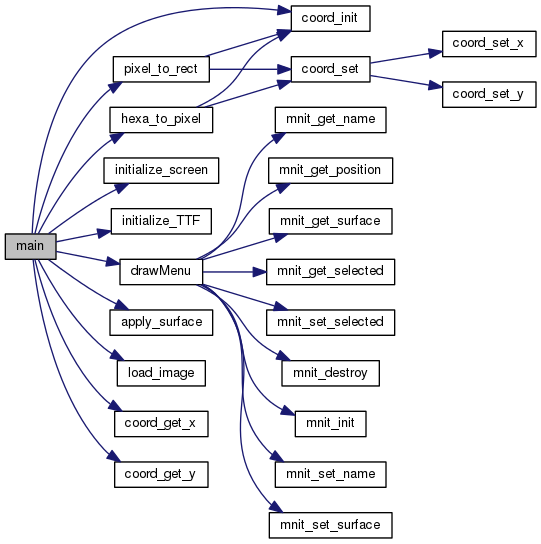 coord_init
coord_set_x
pixel_to_rect
coord_set
coord_set_y
hexa_to_pixel
mnit_get_name
initialize_screen
mnit_get_position
initialize_TTF
mnit_get_surface
main
drawMenu
mnit_get_selected
apply_surface
mnit_set_selected
load_image
mnit_destroy
coord_get_x
mnit_init
coord_get_y
mnit_set_name
mnit_set_surface